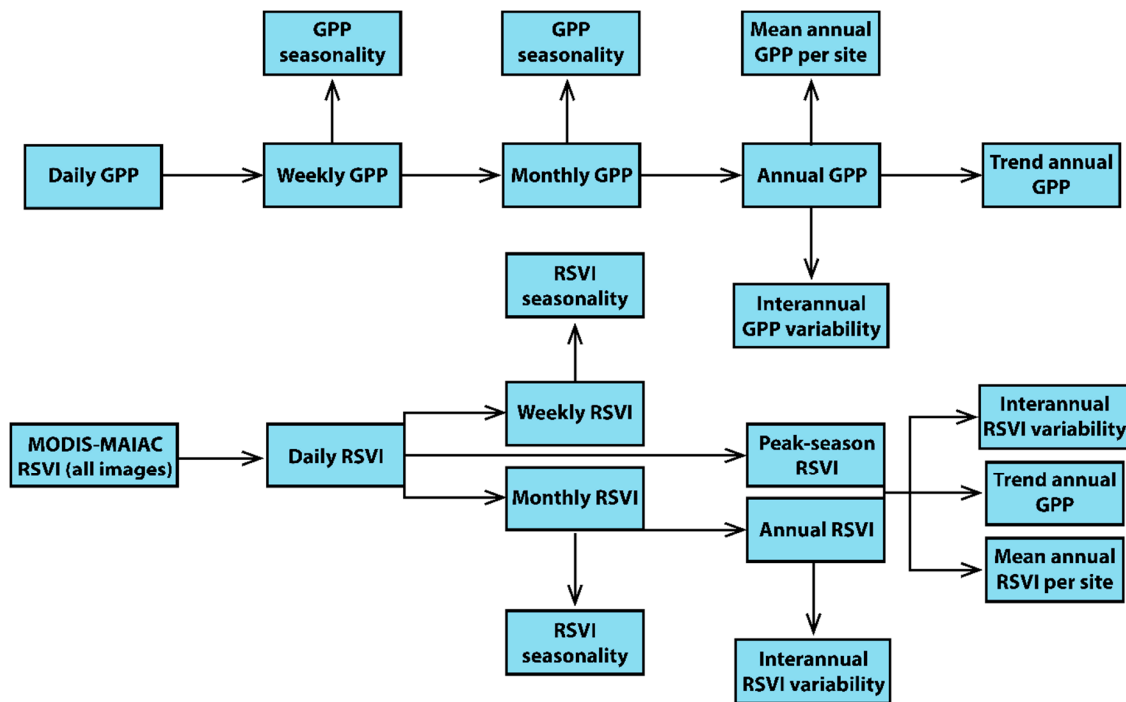 GPP
seasonality
GPP
seasonality
Mean annual
GPP per site
Daily GPP
Weekly GPP
Monthly GPP
Annual GPP
Trend annual
GPP
RSVI
seasonality
Interannual
GPP variability
MODIS-MAIAC
RSVI (all images)
Daily RSVI
Weekly RSVI
Monthly RSVI
Peak-season
RSVI
Annual RSVI
Interannual
RSVI variability
Trend annual
GPP
Mean annual
RSVI per site
RSVI
seasonality
Interannual
RSVI variability